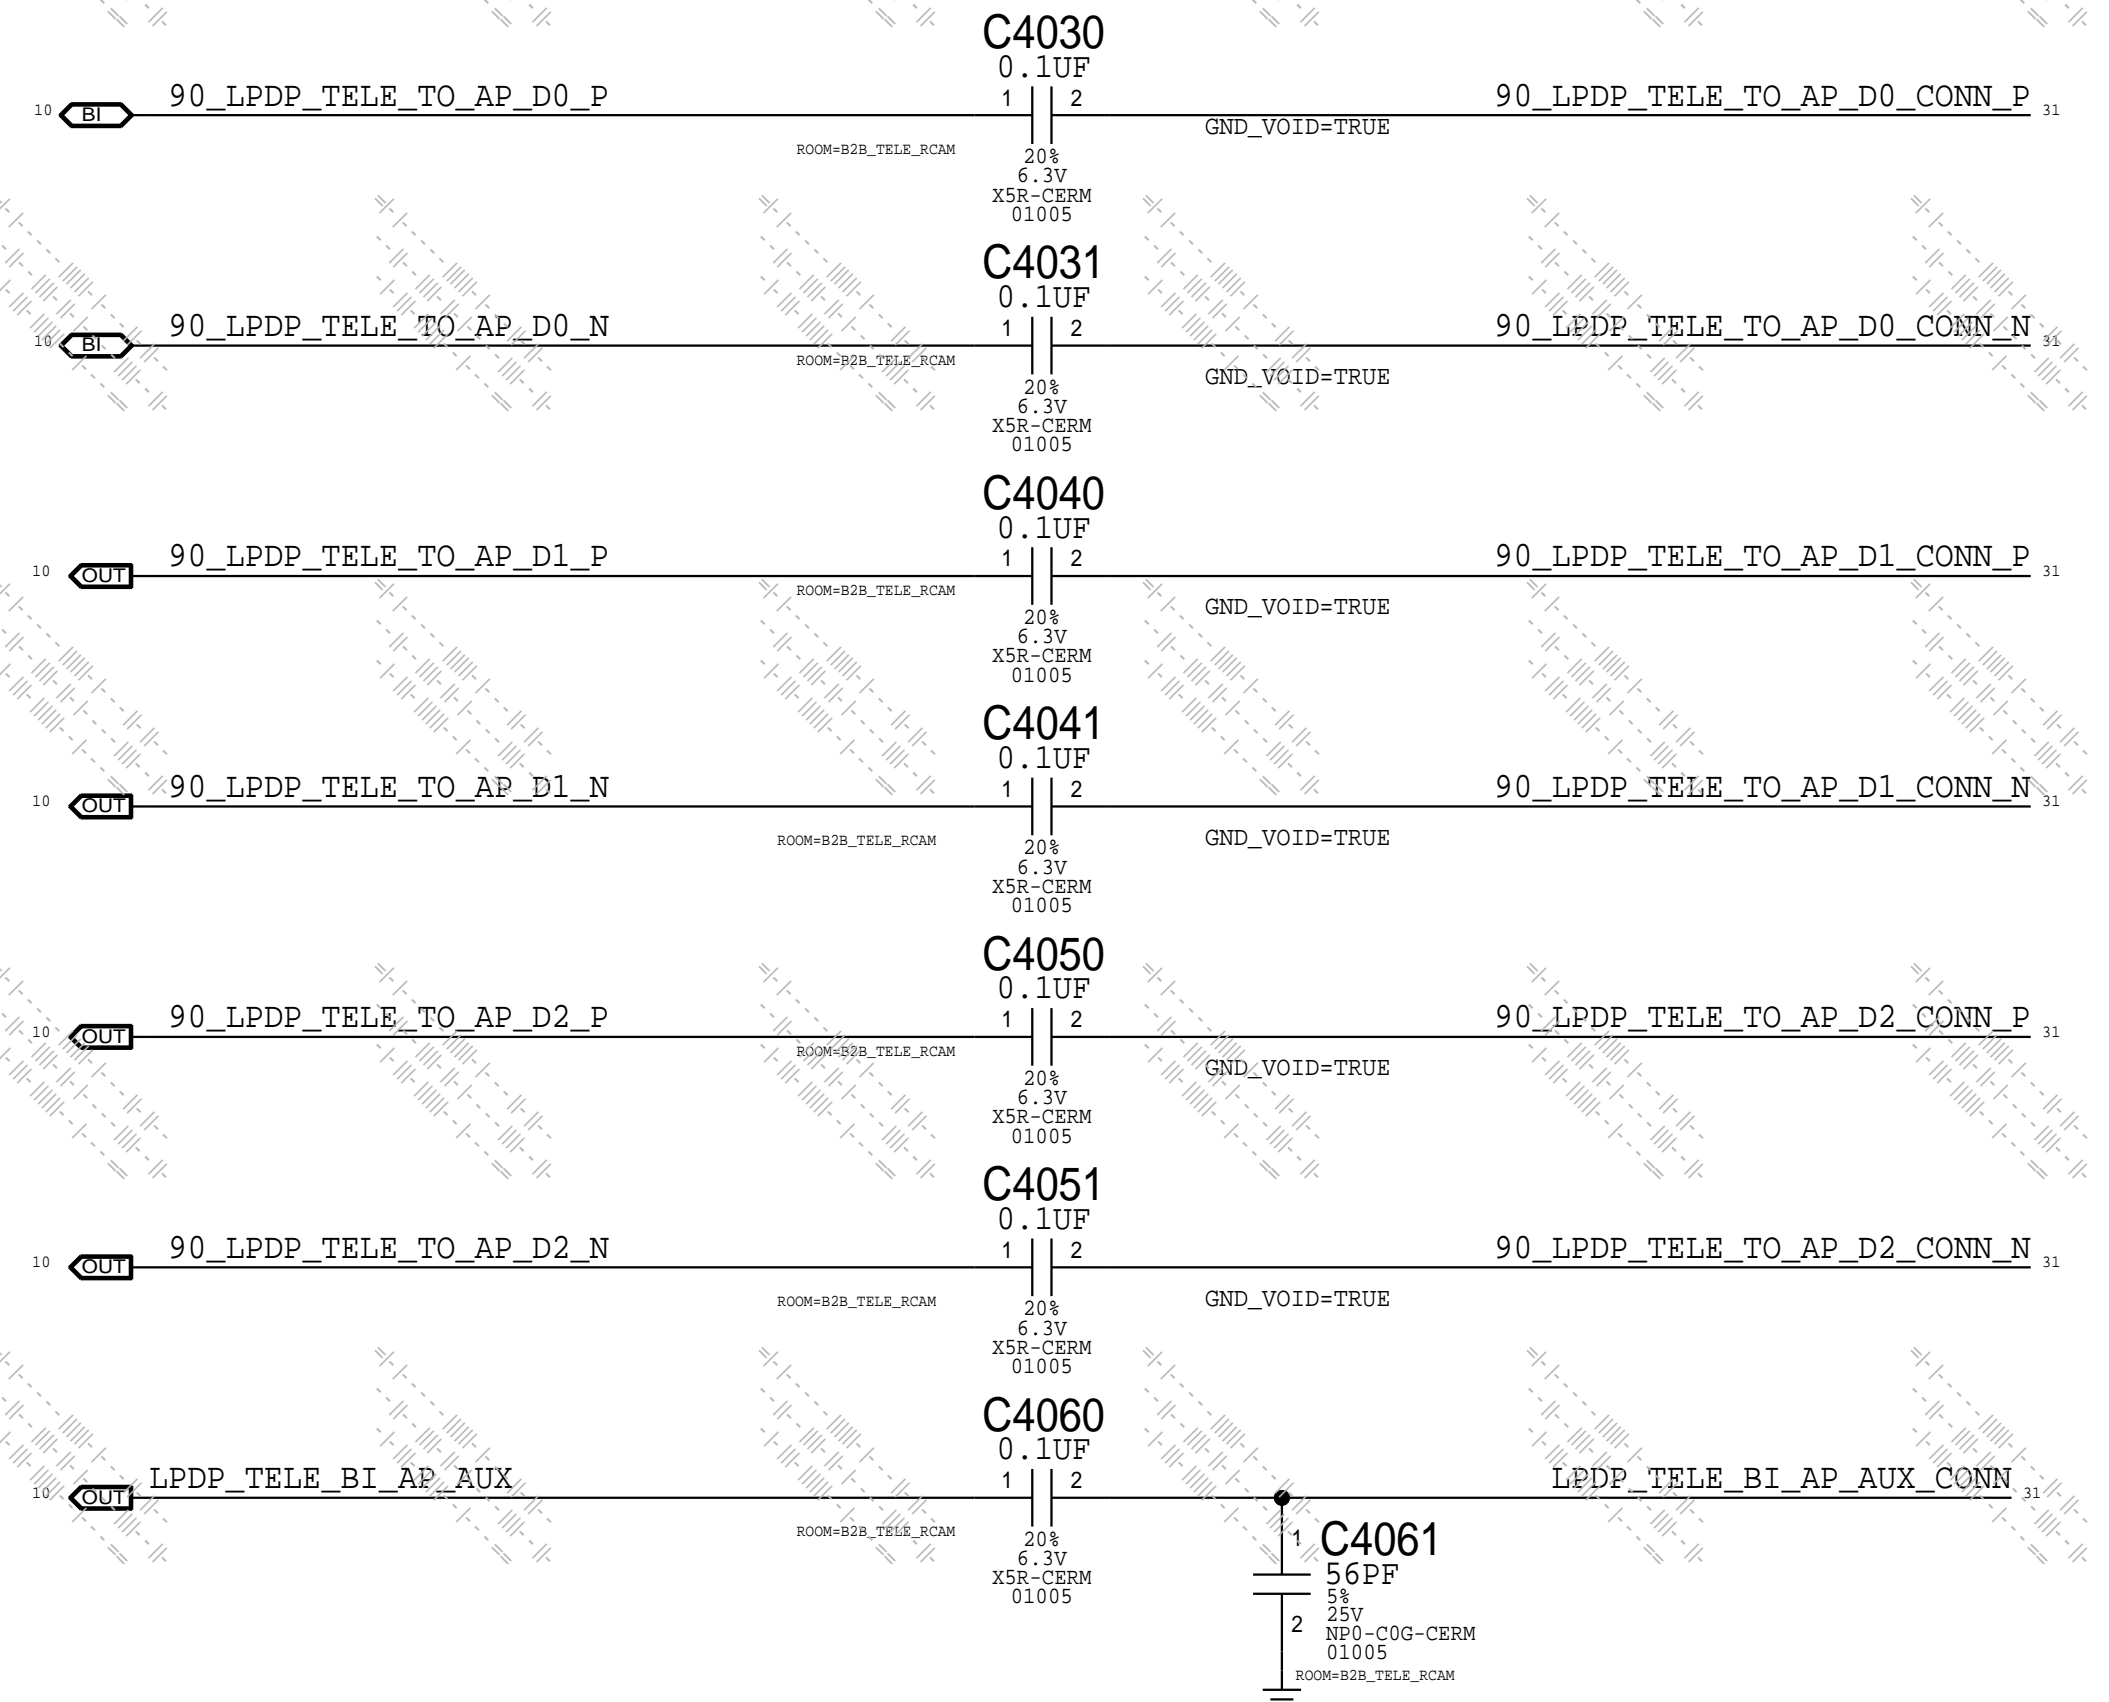 C4030
0.1UF
10 BI 90_LPDP_TELE_TO_AP_D0_P 1 2 90_LPDP_TELE_TO_AP_D0_CONN_P 31
GND_VOID=TRUE
ROOM=B2B_TELE_RCAM
20%
6.3V
X5R-CERM
01005
C4031
0.1UF
10 BI 90_LPDP_TELE_TO_AP_D0_N 1 2 90_LPDP_TELE_TO_AP_D0_CONN_N 31
ROOM=B2B_TELE_RCAM
GND_VOID=TRUE
20%
6.3V
X5R-CERM
01005
C4040
0.1UF
10 OUT 90_LPDP_TELE_TO_AP_D1_P 1 2 90_LPDP_TELE_TO_AP_D1_CONN_P 31
ROOM=B2B_TELE_RCAM
GND_VOID=TRUE
20%
6.3V
X5R-CERM
01005
C4041
0.1UF
10 OUT 90_LPDP_TELE_TO_AP_D1_N 1 2 90_LPDP_TELE_TO_AP_D1_CONN_N 31
ROOM=B2B_TELE_RCAM
GND_VOID=TRUE
20%
6.3V
X5R-CERM
01005
C4050
0.1UF
10 OUT 90_LPDP_TELE_TO_AP_D2_P 1 2 90_LPDP_TELE_TO_AP_D2_CONN_P 31
ROOM=B2B_TELE_RCAM
GND_VOID=TRUE
20%
6.3V
X5R-CERM
01005
C4051
0.1UF
10 OUT 90_LPDP_TELE_TO_AP_D2_N 1 2 90_LPDP_TELE_TO_AP_D2_CONN_N 31
ROOM=B2B_TELE_RCAM
GND_VOID=TRUE
20%
6.3V
X5R-CERM
01005
C4060
0.1UF
10 OUT LPDP_TELE_BI_AP_AUX 1 2 LPDP_TELE_BI_AP_AUX_CONN 31
ROOM=B2B_TELE_RCAM
20%
6.3V
X5R-CERM
01005
1 C4061
56PF
5%
25V
2 NP0-C0G-CERM
01005
ROOM=B2B_TELE_RCAM